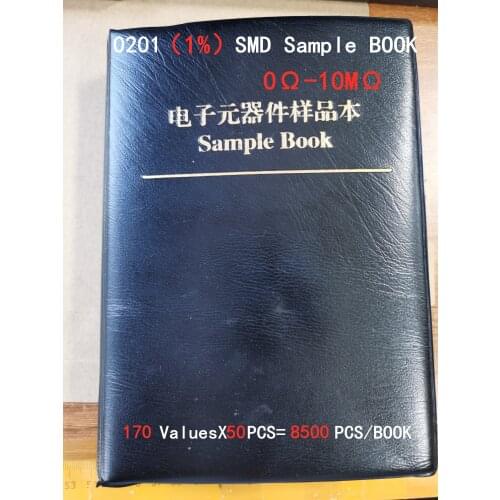 0201（1%）SMD Sample BOOK
0Ω-10MΩ
电子元器件样品本
Sample Book
170 ValuesX50PCS=8500 PCS/BOOK